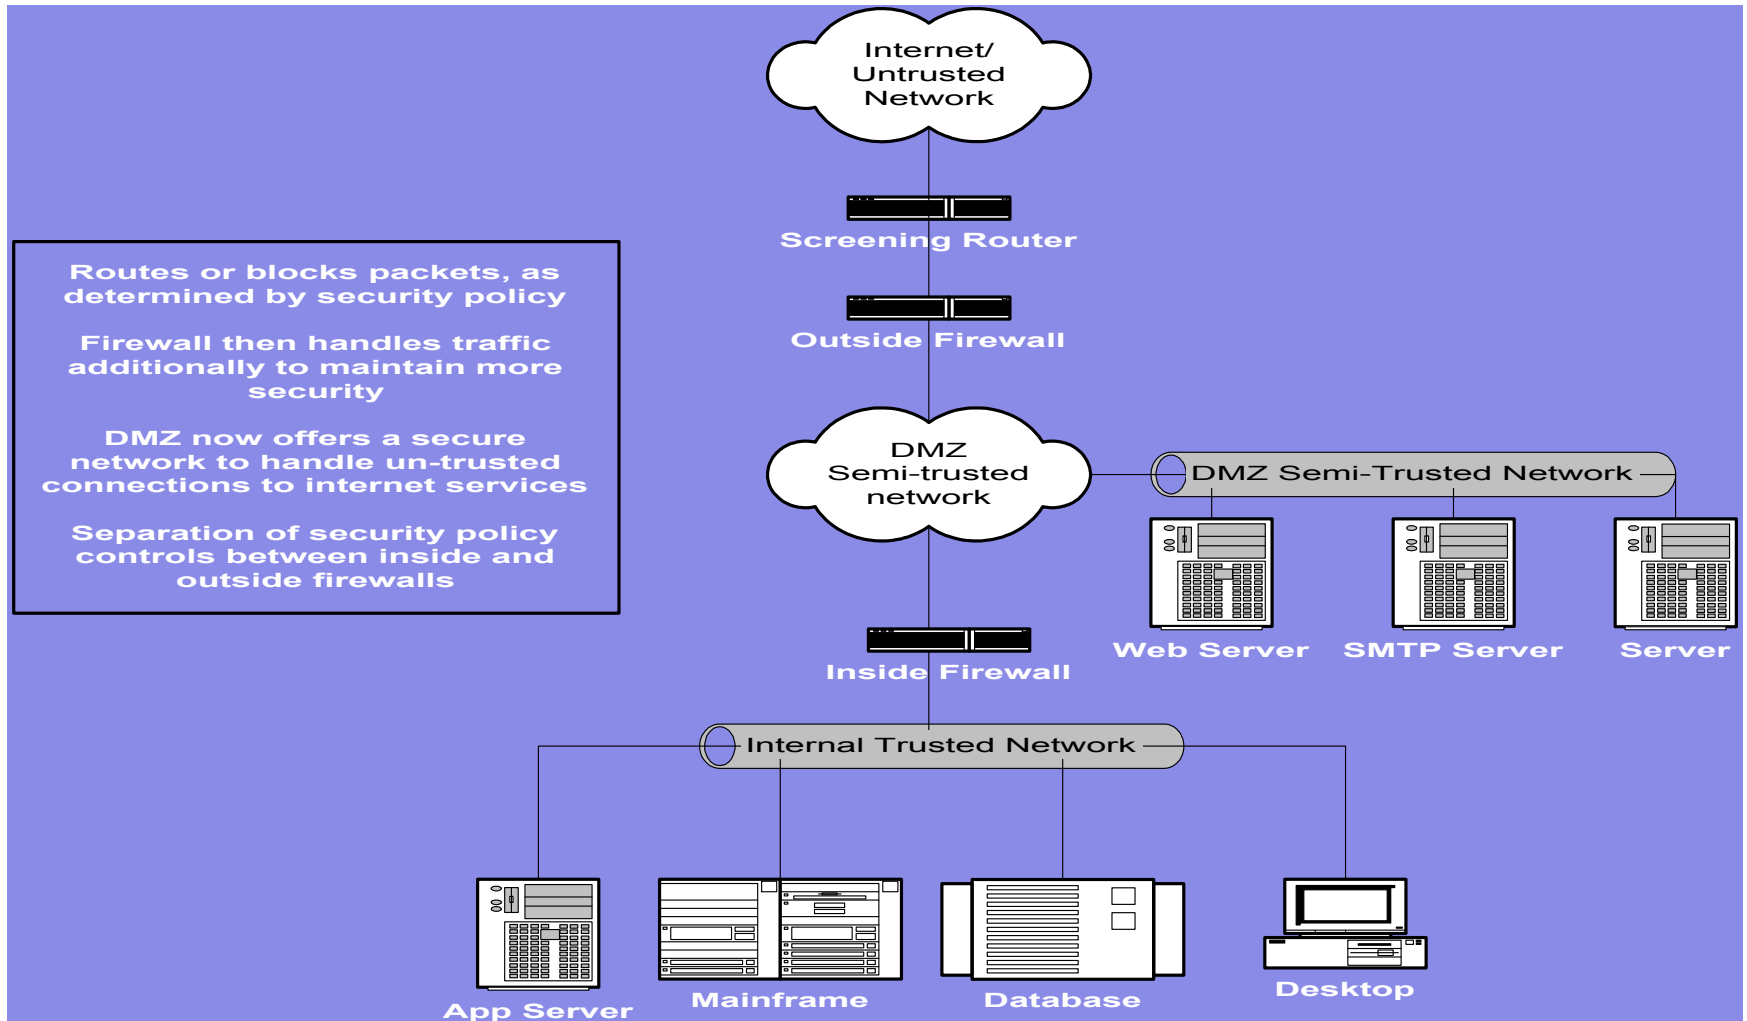 Internet/
Untrusted
Network
Screening Router
Outside Firewall
Routes or blocks packets, as
determined by security policy
Firewall then handles traffic
additionally to maintain more
security
DMZ now offers a secure
network to handle un-trusted
connections to internet services
Separation of security policy
controls between inside and
outside firewalls
DMZ
Semi-trusted
network
DMZ Semi-Trusted Network
Web Server
SMTP Server
Server
Inside Firewall
Internal Trusted Network
App Server
Mainframe
Database
Desktop